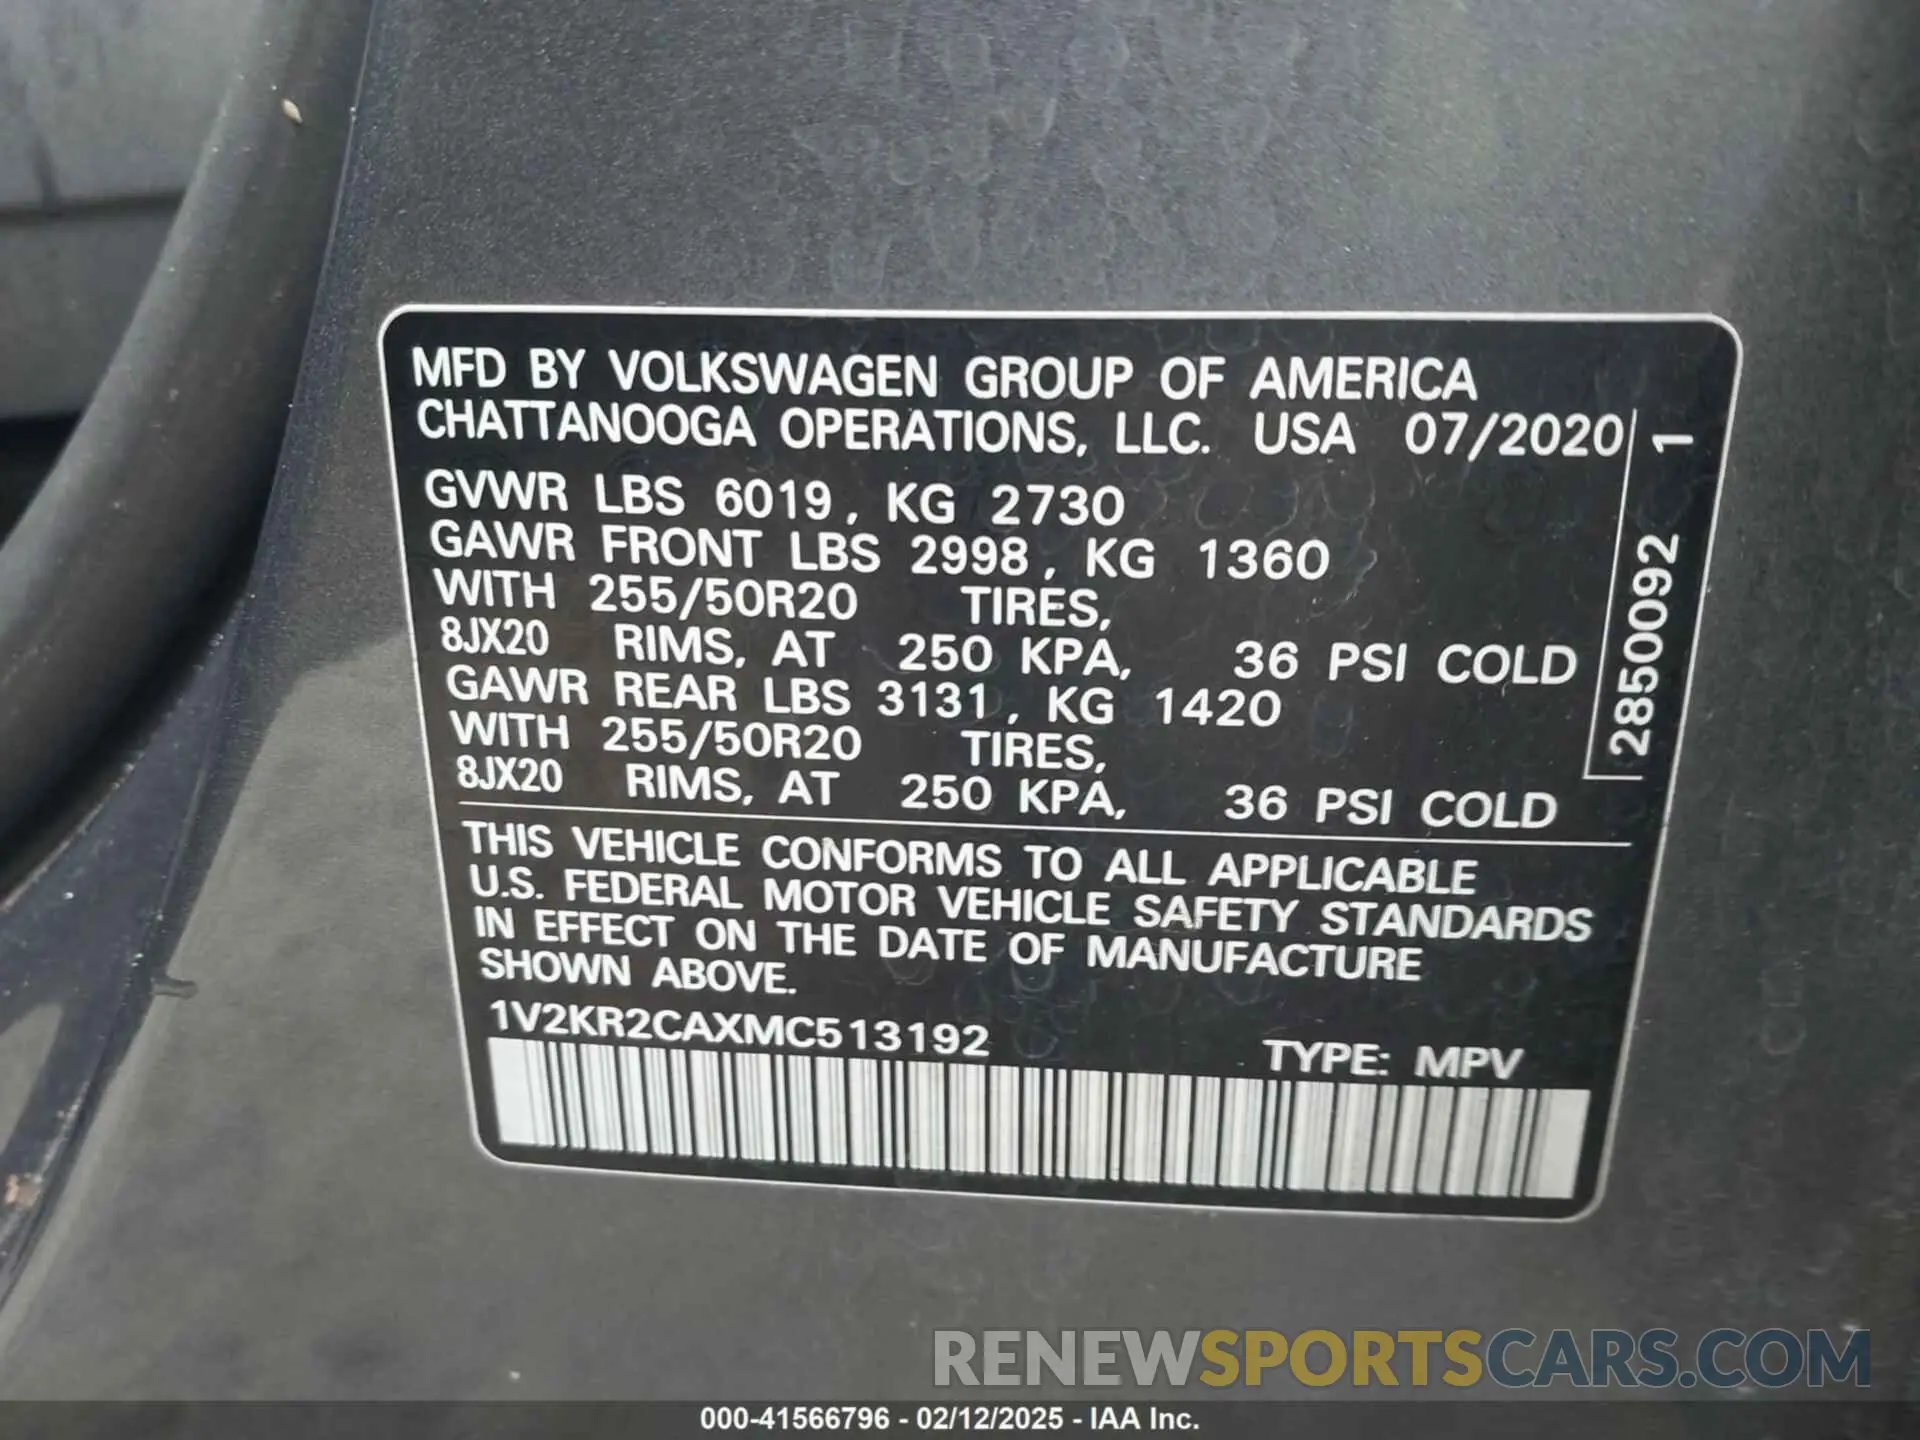 MFD BY VOLKSWAGEN GROUP OF AMERICA
CHATTANOOGA OPERATIONS, LLC. USA 07/2020
GVWR LBS 6019, KG 2730
GAWR FRONT LBS 2998, KG 1360
WITH 255/50R20 TIRES,
8JX20 RIMS, AT 250 KPA, 36 PSI COLD
GAWR REAR LBS 3131, KG 1420
WITH 255/50R20 TIRES,
8JX20 RIMS, AT 250 KPA, 36 PSI COLD
2850092 1
THIS VEHICLE CONFORMS TO ALL APPLICABLE
U.S. FEDERAL MOTOR VEHICLE SAFETY STANDARDS
IN EFFECT ON THE DATE OF MANUFACTURE
SHOWN ABOVE.
1V2KR2CAXMC513192 TYPE: MPV
RENEWSPORTSCARS.COM
000-41566796 - 02/12/2025 - IAA Inc.